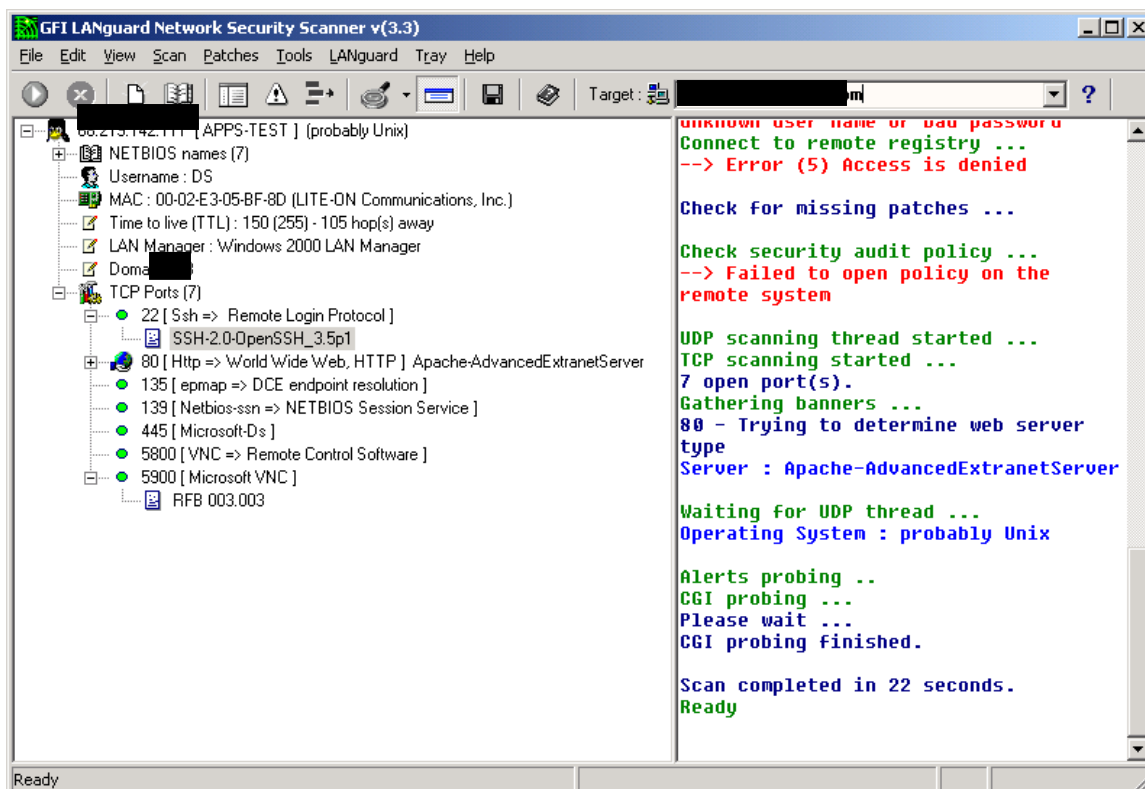 GFI LANguard Network Security Scanner v(3.3)
File Edit View Scan Patches Tools LANguard Tray Help
Target : om
[ APPS-TEST ] (probably Unix)
NETBIOS names (7)
Username : DS
MAC : 00-02-E3-05-BF-8D (LITE-ON Communications, Inc.)
Time to live (TTL) : 150 (255) - 105 hop(s) away
LAN Manager : Windows 2000 LAN Manager
Doma
TCP Ports (7)
22 [ Ssh => Remote Login Protocol ]
SSH-2.0-OpenSSH_3.5p1
80 [ Http => World Wide Web, HTTP ] Apache-AdvancedExtranetServer
135 [ epmap => DCE endpoint resolution ]
139 [ Netbios-ssn => NETBIOS Session Service ]
445 [ Microsoft-Ds ]
5800 [ VNC => Remote Control Software ]
5900 [ Microsoft VNC ]
RFB 003.003
unknown user name or bad password
Connect to remote registry ...
--> Error (5) Access is denied
Check for missing patches ...
Check security audit policy ...
--> Failed to open policy on the
remote system
UDP scanning thread started ...
TCP scanning started ...
7 open port(s).
Gathering banners ...
80 - Trying to determine web server
type
Server : Apache-AdvancedExtranetServer
Waiting for UDP thread ...
Operating System : probably Unix
Alerts probing ..
CGI probing ...
Please wait ...
CGI probing finished.
Scan completed in 22 seconds.
Ready
Ready